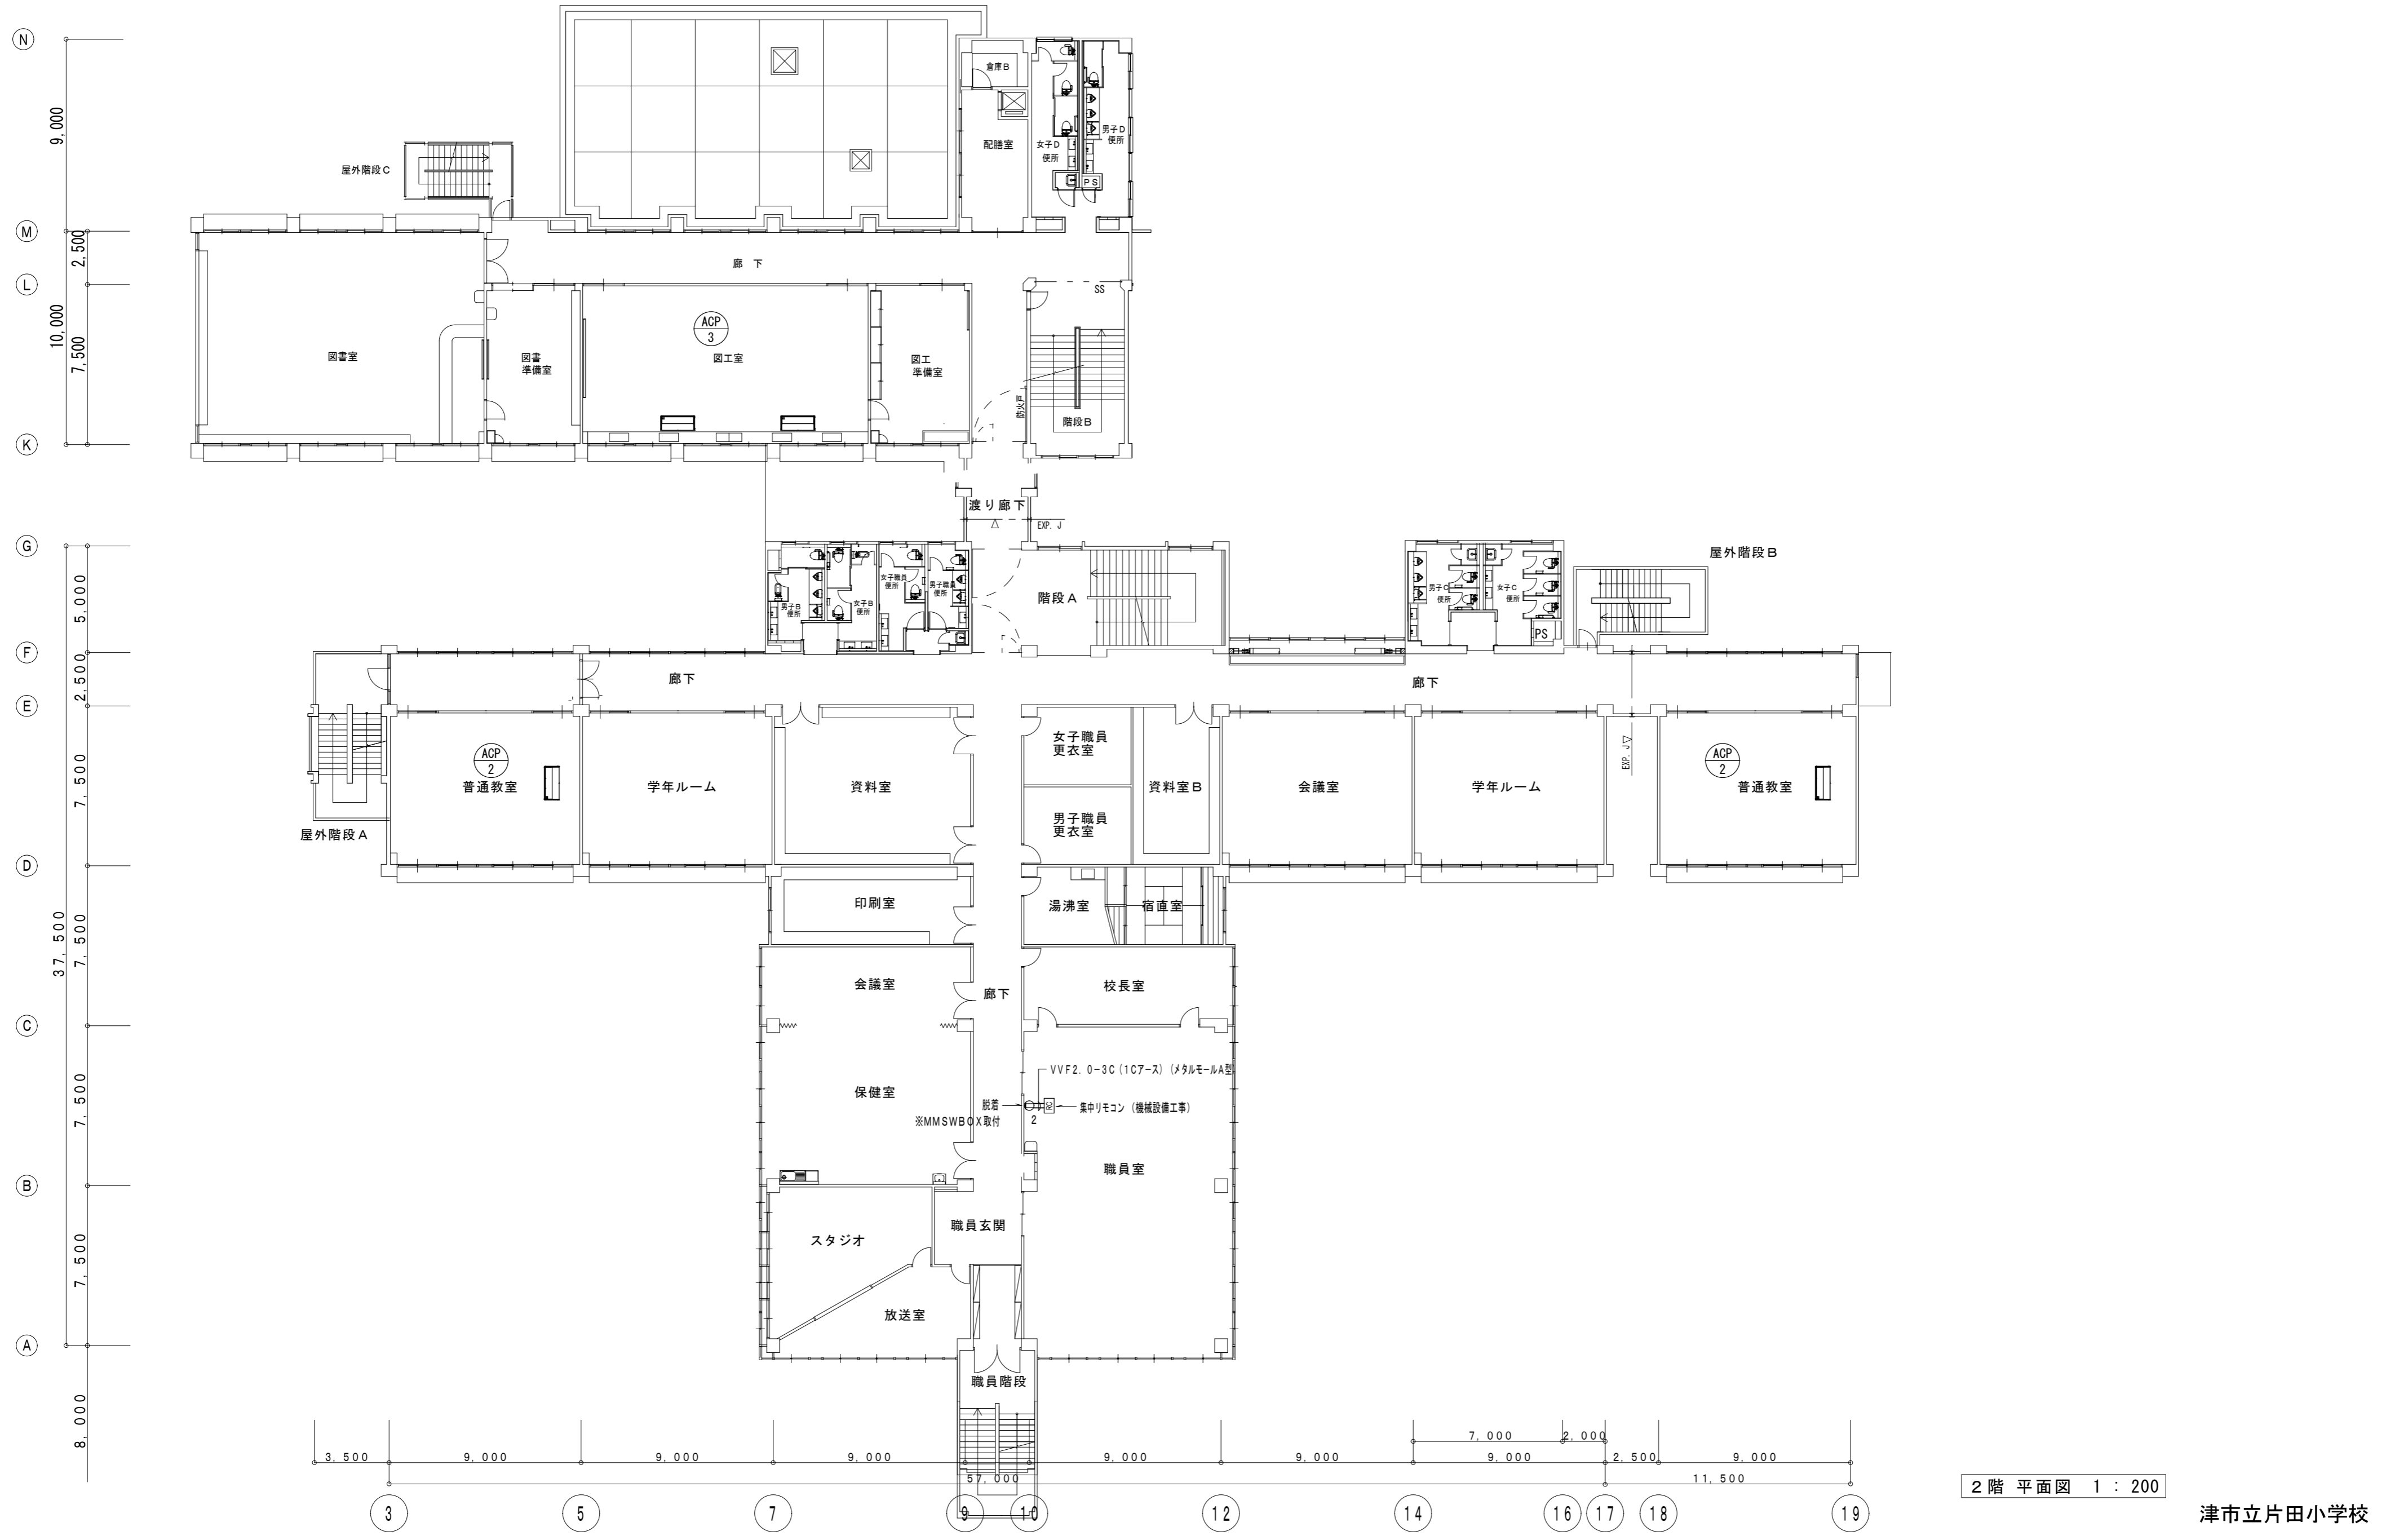 N
9,000
倉庫B
男子D
便所
女子D
便所
配膳室
PS
屋外階段C
M
2,500
廊 下
L
SS
10,000
7,500
ACP
3
図書室
図書
準備室
図工室
図工
準備室
防火戸
階段B
K
渡り廊下
EXP. J
G
屋外階段B
5,000
男子B
便所
女子B
便所
女子職員
便所
男子職員
便所
階段A
男子C
便所
女子C
便所
PS
F
2,500
廊下
廊下
E
女子職員
更衣室
ACP
2
ACP
2
EXP. J
7,500
普通教室
学年ルーム
資料室
資料室B
会議室
学年ルーム
普通教室
男子職員
更衣室
屋外階段A
D
印刷室
湯沸室
宿直室
37,500
7,500
会議室
廊下
校長室
C
VVF2.0-3C(1Cアース)(メタルモールA型)
保健室
脱着
RC
集中リモコン (機械設備工事)
※MMSWBOX取付
2
7,500
職員室
B
職員玄関
スタジオ
7,500
放送室
A
職員階段
8,000
7,000
2,000
3,500
9,000
9,000
9,000
9,000
9,000
9,000
2,500
9,000
57,000
11,500
3
5
7
9
10
12
14
16
17
18
19
2階 平面図 1 : 200
津市立片田小学校